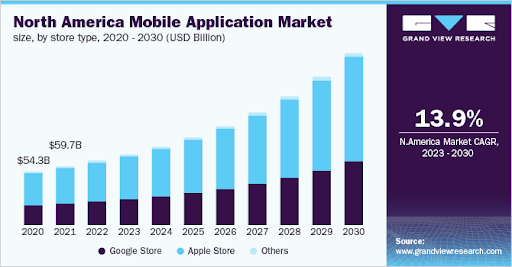 North America Mobile Application Market
size, by store type, 2020 - 2030 (USD Billion)
$54.3B
$59.7B
2020 2021 2022 2023 2024 2025 2026 2027 2028 2029 2030
Google Store Apple Store Others
GRAND VIEW RESEARCH
13.9%
N.America Market CAGR,
2023 - 2030
Source:
www.grandviewresearch.com